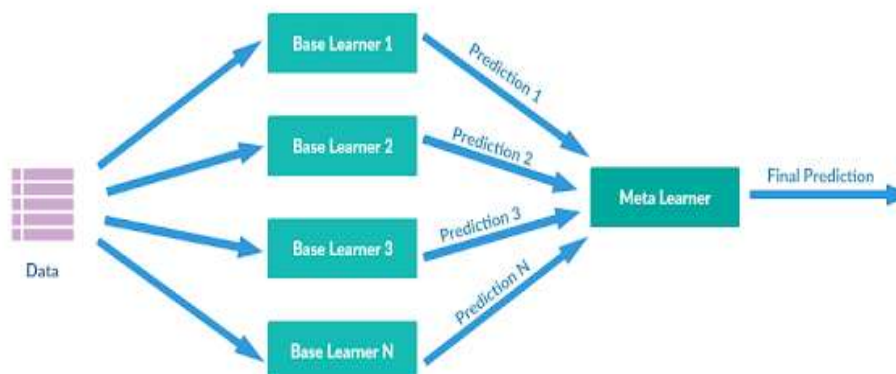 Base Learner 1
Prediction 1
Base Learner 2
Prediction 2
Data
Meta Learner
Final Prediction
Base Learner 3
Prediction 3
Base Learner N
Prediction N